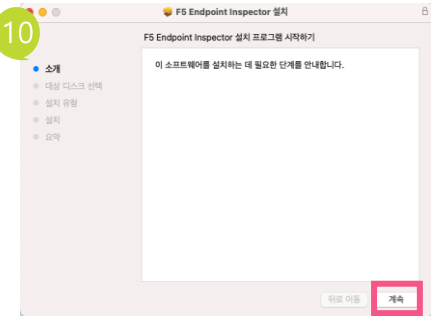 10
F5 Endpoint Inspector 설치
F5 Endpoint Inspector 설치 프로그램 시작하기
소개
대상 디스크 선택
설치 유형
설치
요약
이 소프트웨어를 설치하는 데 필요한 단계를 안내합니다.
뒤로 이동
계속